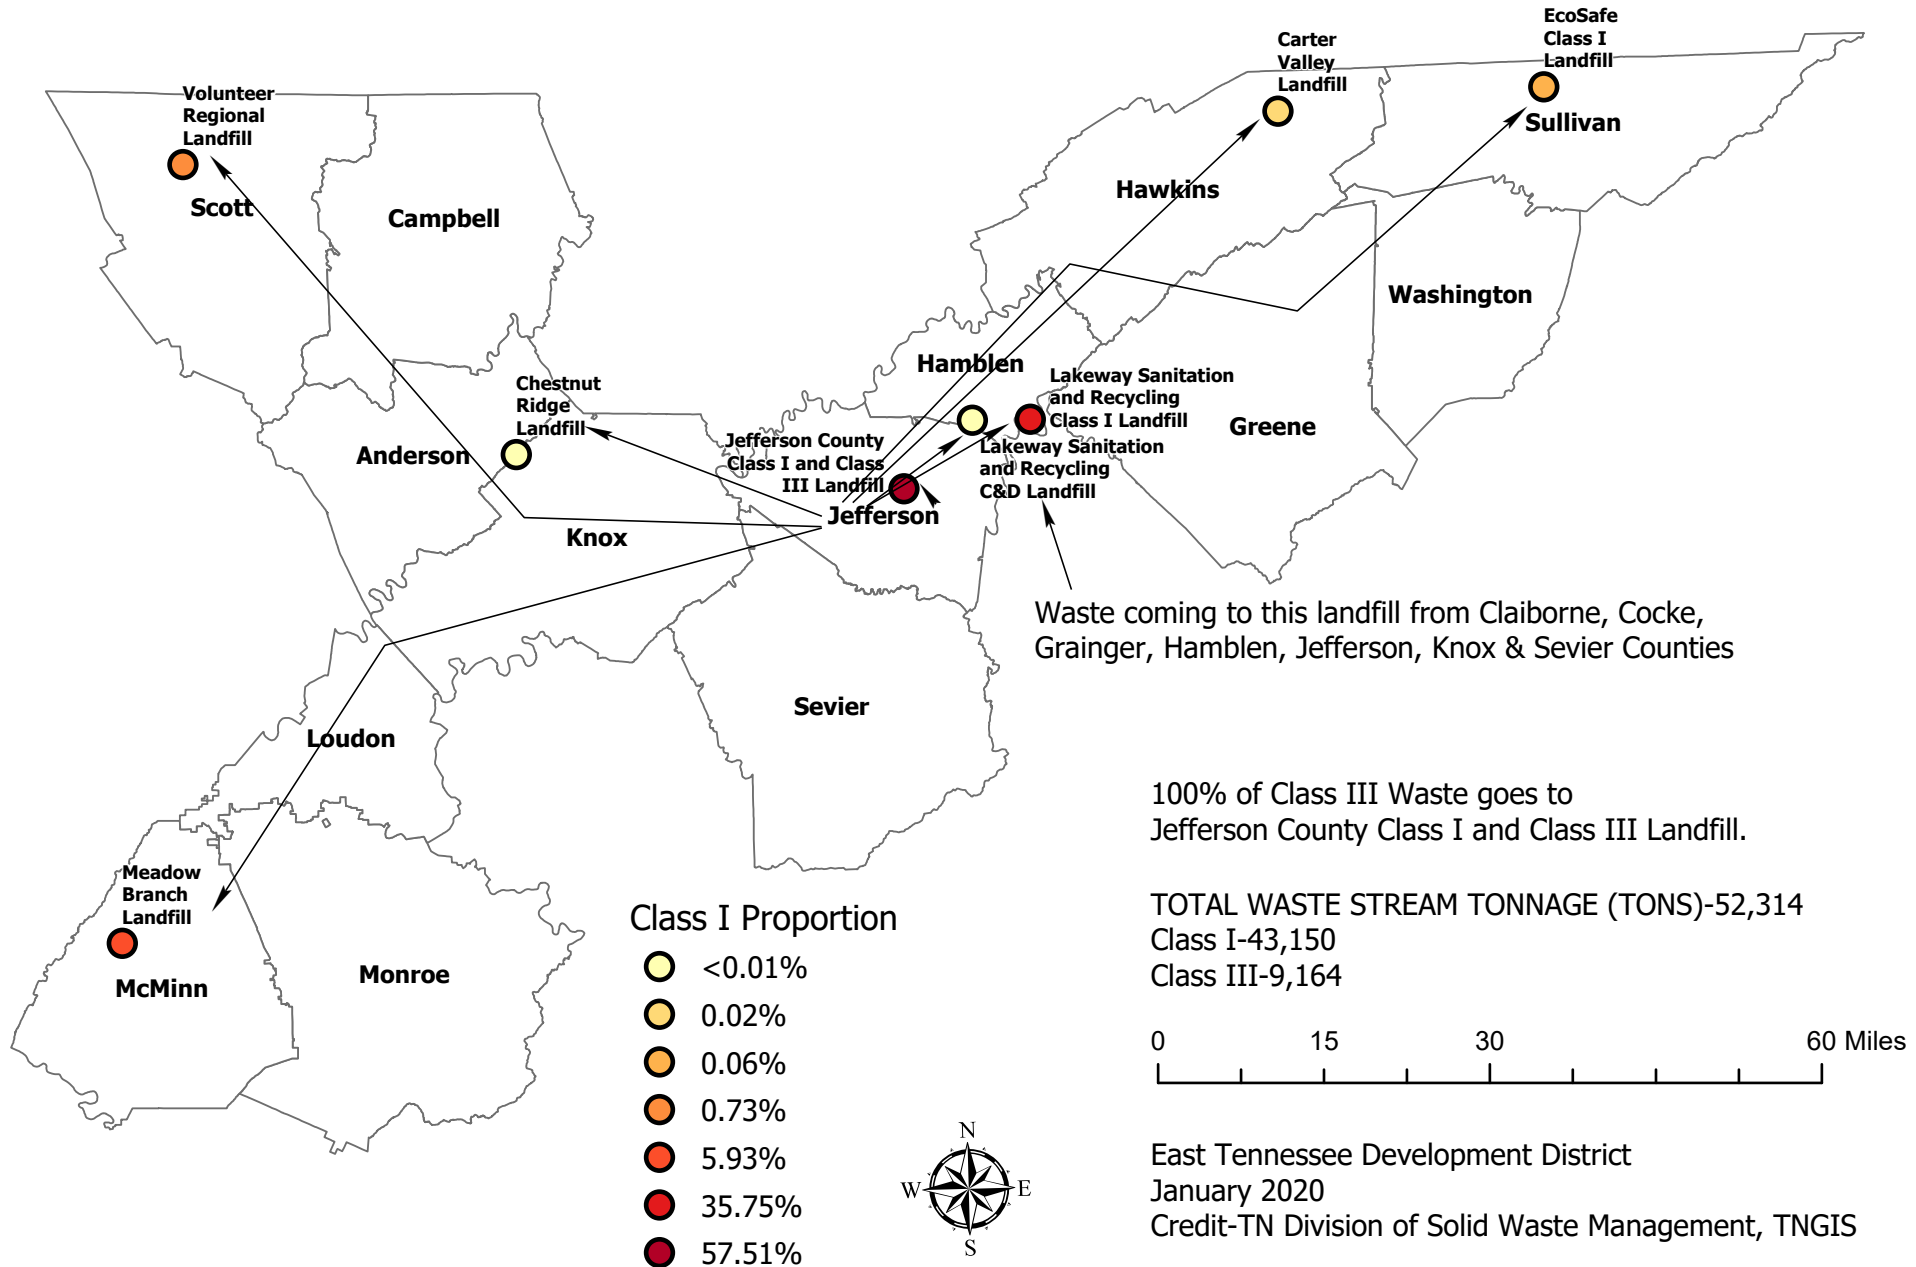 EcoSafe
Class I
Landfill
Carter
Valley
Landfill
Volunteer
Regional
Landfill
Sullivan
Hawkins
Scott
Campbell
Washington
Hamblen
Lakeway Sanitation
and Recycling
Class I Landfill
Chestnut
Ridge
Landfill
Greene
Jefferson County
Class I and Class
III Landfill
Lakeway Sanitation
and Recycling
C&D Landfill
Anderson
Jefferson
Knox
Waste coming to this landfill from Claiborne, Cocke,
Grainger, Hamblen, Jefferson, Knox & Sevier Counties
Sevier
Loudon
100% of Class III Waste goes to
Jefferson County Class I and Class III Landfill.
Meadow
Branch
Landfill
McMinn
Monroe
TOTAL WASTE STREAM TONNAGE (TONS)-52,314
Class I-43,150
Class III-9,164
Class I Proportion
<0.01%
0.02%
0.06%
0.73%
5.93%
35.75%
57.51%
0 15 30 60 Miles
N
W E
S
East Tennessee Development District
January 2020
Credit-TN Division of Solid Waste Management, TNGIS